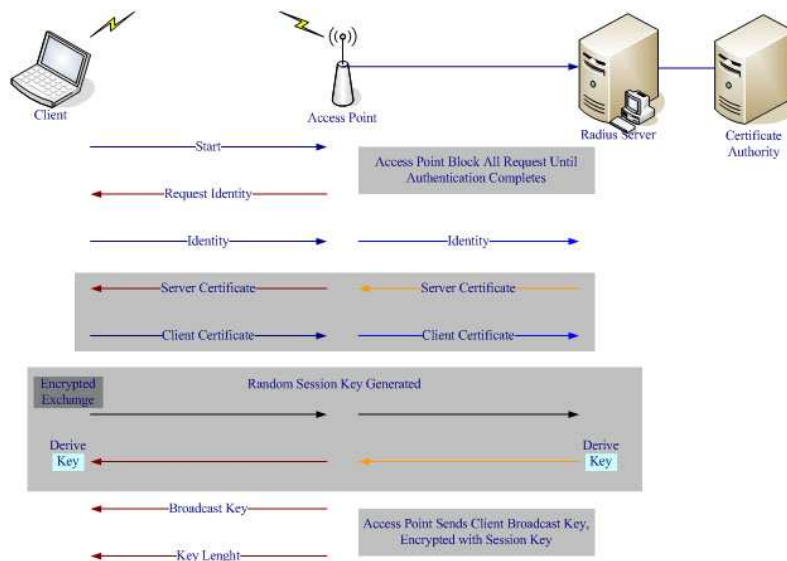 Client
Access Point
Radius Server
Certificate
Authority
Start
Access Point Block All Request Until
Authentication Completes
Request Identity
Identity
Identity
Server Certificate
Server Certificate
Client Certificate
Client Certificate
Encrypted
Exchange
Random Session Key Generated
Derive
Key
Derive
Key
Broadcast Key
Access Point Sends Client Broadcast Key,
Encrypted with Session Key
Key Lenght